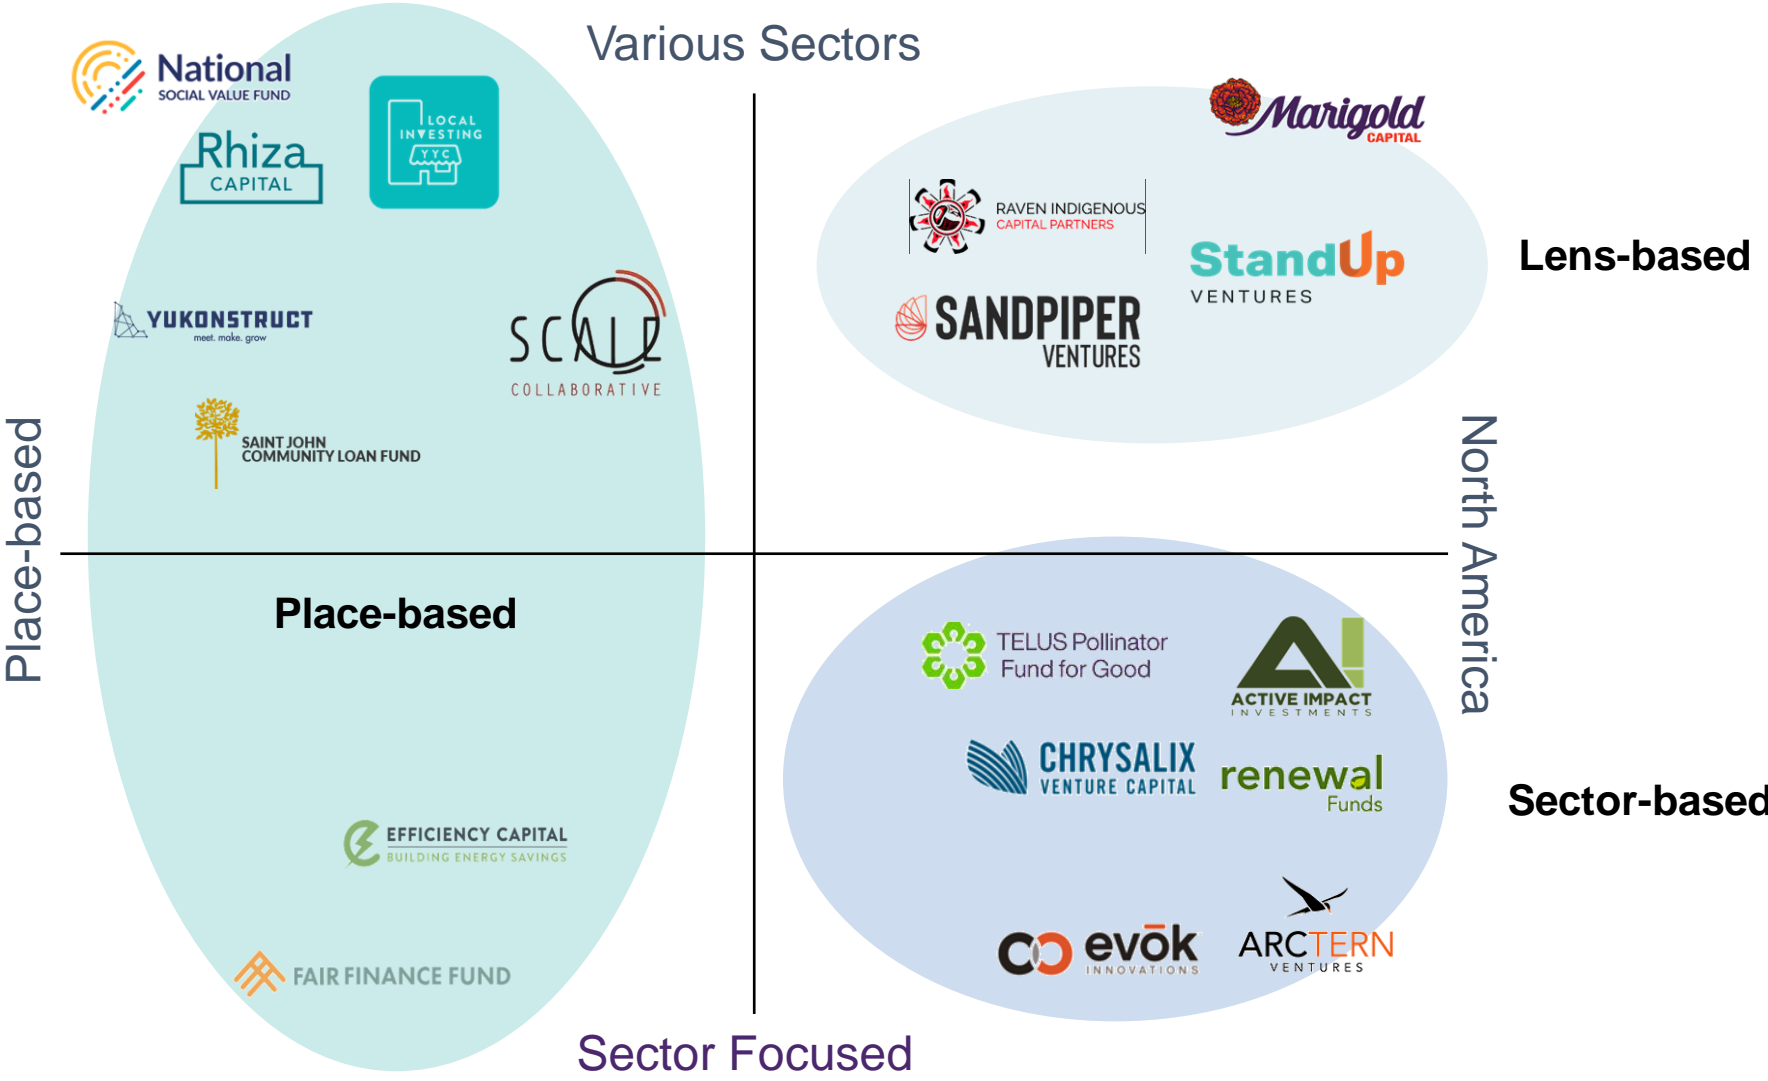 Various Sectors
National
SOCIAL VALUE FUND
Rhiza
CAPITAL
LOCAL
INVESTING
YYC
YUKONSTRUCT
meet. make. grow
SCALE
COLLABORATIVE
SAINT JOHN
COMMUNITY LOAN FUND
Marigold
CAPITAL
RAVEN INDIGENOUS
CAPITAL PARTNERS
StandUp
VENTURES
SANDPIPER
VENTURES
Lens-based
Place-based
North America
Place-based
EFFICIENCY CAPITAL
BUILDING ENERGY SAVINGS
FAIR FINANCE FUND
TELUS Pollinator
Fund for Good
AI
ACTIVE IMPACT
INVESTMENTS
CHRYSALIX
VENTURE CAPITAL
renewal
Funds
evōk
INNOVATIONS
ARCTERN
VENTURES
Sector-based
Sector Focused